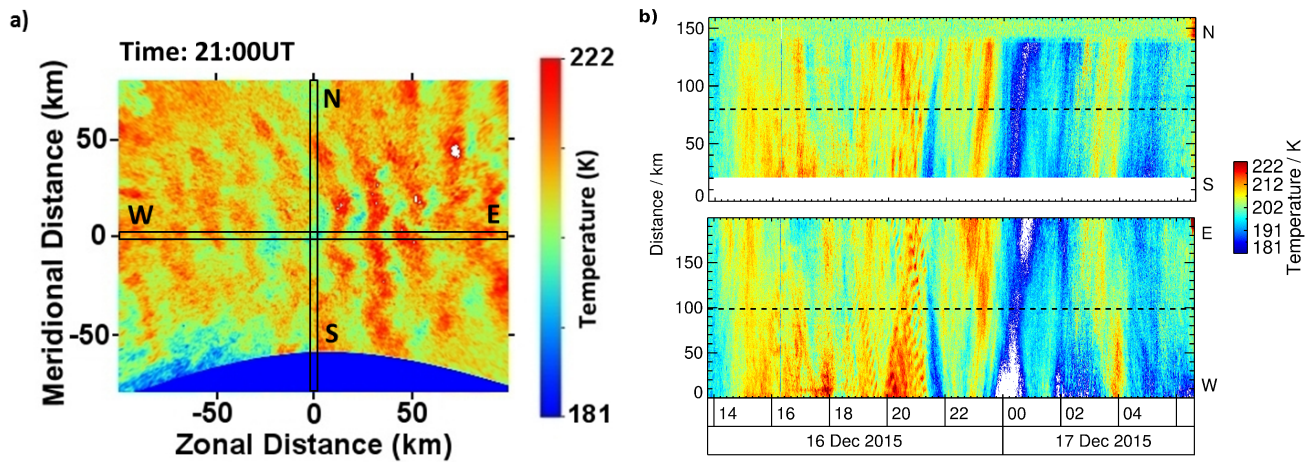 a)
Time: 21:00UT
222
N
50
W
E
0
S
-50
181
-50
0
50
Meridional Distance (km)
Zonal Distance (km)
Temperature (K)
b)
150
N
100
50
0
S
Distance / km
E
150
100
50
0
W
14
16
18
20
22
00
02
04
16 Dec 2015
17 Dec 2015
222
212
202
191
181
Temperature / K